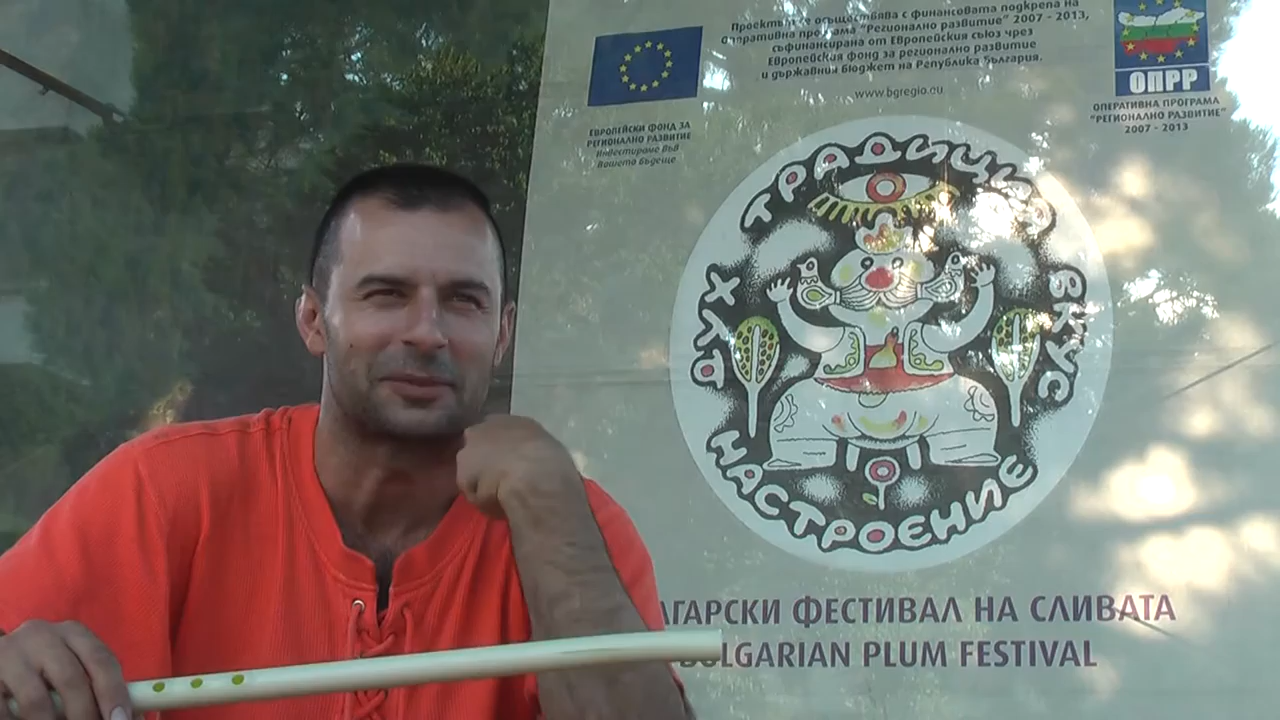 Проектът се осъществява с финансовата подкрепа на
оперативна програма "Регионално развитие" 2007 - 2013,
съфинансирана от Европейския съюз чрез
Европейския фонд за регионално развитие
и държавния бюджет на Република България.
www.bgregio.eu
ЕВРОПЕЙСКИ ФОНД ЗА
РЕГИОНАЛНО РАЗВИТИЕ
Инвестираме във
Вашето бъдеще
ОПРР
ОПЕРАТИВНА ПРОГРАМА
"РЕГИОНАЛНО РАЗВИТИЕ"
2007 - 2013
ДУХ
ТРАДИЦИЯ
ВКУС
НАСТРОЕНИЕ
ЛГАРСКИ ФЕСТИВАЛ НА СЛИВАТА
BULGARIAN PLUM FESTIVAL